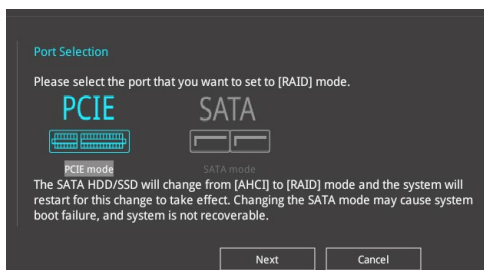 Port Selection
Please select the port that you want to set to [RAID] mode.
PCIE SATA
PCIE mode SATA mode
The SATA HDD/SSD will change from [AHCI] to [RAID] mode and the system will
restart for this change to take effect. Changing the SATA mode may cause system
boot failure, and system is not recoverable.
Next Cancel